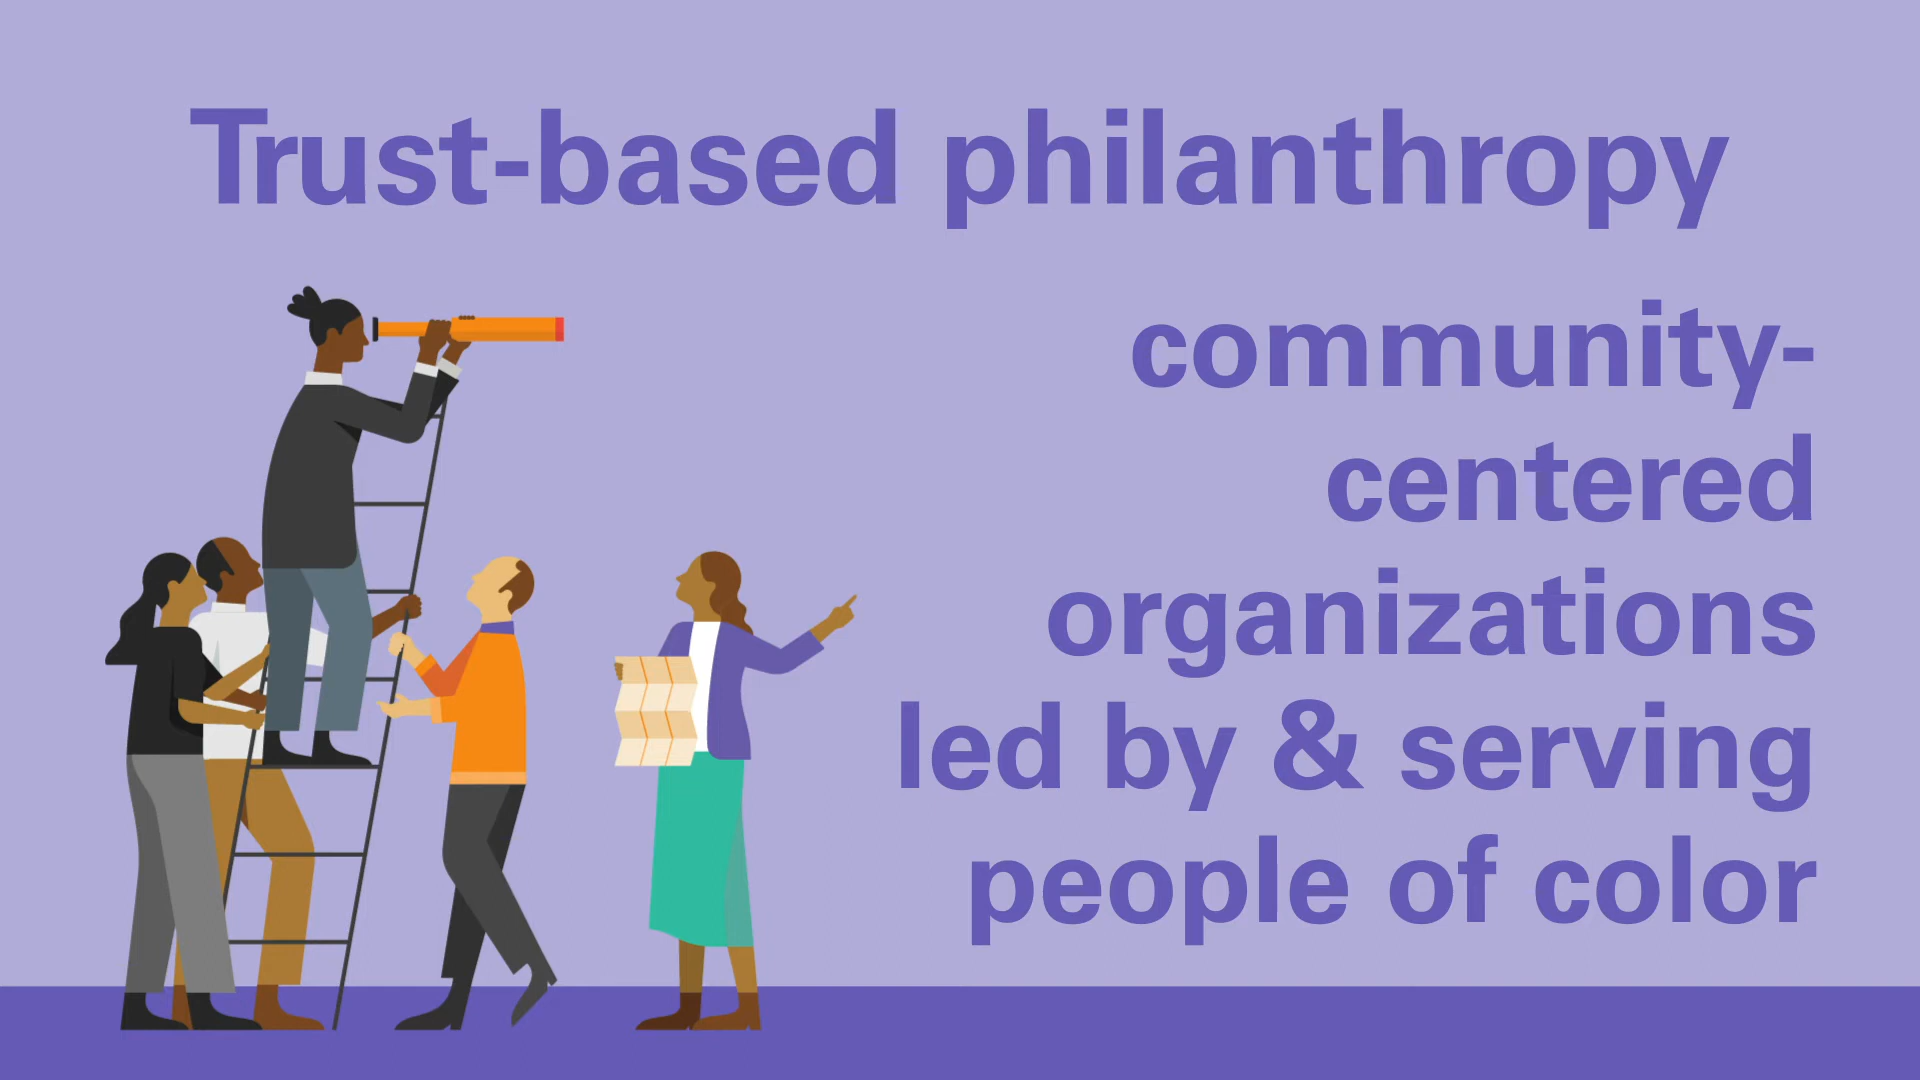 Trust-based philanthropy
community-
centered
organizations
led by & serving
people of color